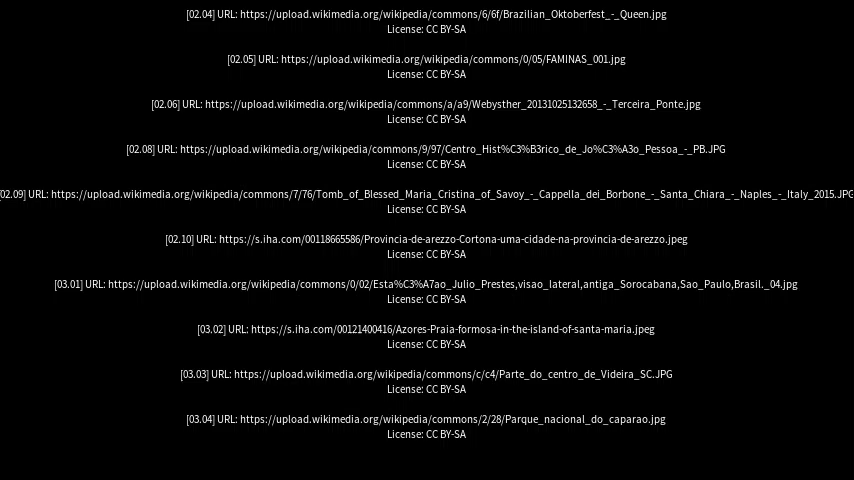 [02.04] URL: https://upload.wikimedia.org/wikipedia/commons/6/6f/Brazilian_Oktoberfest_-_Queen.jpg
License: CC BY-SA
[02.05] URL: https://upload.wikimedia.org/wikipedia/commons/0/05/FAMINAS_001.jpg
License: CC BY-SA
[02.06] URL: https://upload.wikimedia.org/wikipedia/commons/a/a9/Webysther_20131025132658_-_Terceira_Ponte.jpg
License: CC BY-SA
[02.08] URL: https://upload.wikimedia.org/wikipedia/commons/9/97/Centro_Hist%C3%B3rico_de_Jo%C3%A3o_Pessoa_-_PB.JPG
License: CC BY-SA
[02.09] URL: https://upload.wikimedia.org/wikipedia/commons/7/76/Tomb_of_Blessed_Maria_Cristina_of_Savoy_-_Cappella_dei_Borbone_-_Santa_Chiara_-_Naples_-_Italy_2015.JPG
License: CC BY-SA
[02.10] URL: https://s.iha.com/00118665586/Provincia-de-arezzo-Cortona-uma-cidade-na-provincia-de-arezzo.jpeg
License: CC BY-SA
[03.01] URL: https://upload.wikimedia.org/wikipedia/commons/0/02/Esta%C3%A7ao_Julio_Prestes,visao_lateral,antiga_Sorocabana,Sao_Paulo,Brasil._04.jpg
License: CC BY-SA
[03.02] URL: https://s.iha.com/00121400416/Azores-Praia-formosa-in-the-island-of-santa-maria.jpeg
License: CC BY-SA
[03.03] URL: https://upload.wikimedia.org/wikipedia/commons/c/c4/Parte_do_centro_de_Videira_SC.JPG
License: CC BY-SA
[03.04] URL: https://upload.wikimedia.org/wikipedia/commons/2/28/Parque_nacional_do_caparao.jpg
License: CC BY-SA